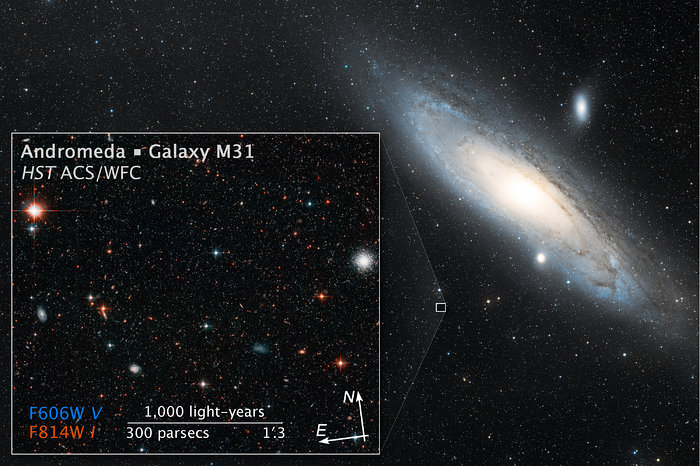 Andromeda ▪ Galaxy M31
HST ACS/WFC
F606W V
F814W I
1,000 light-years
300 parsecs 1′.3
N
E